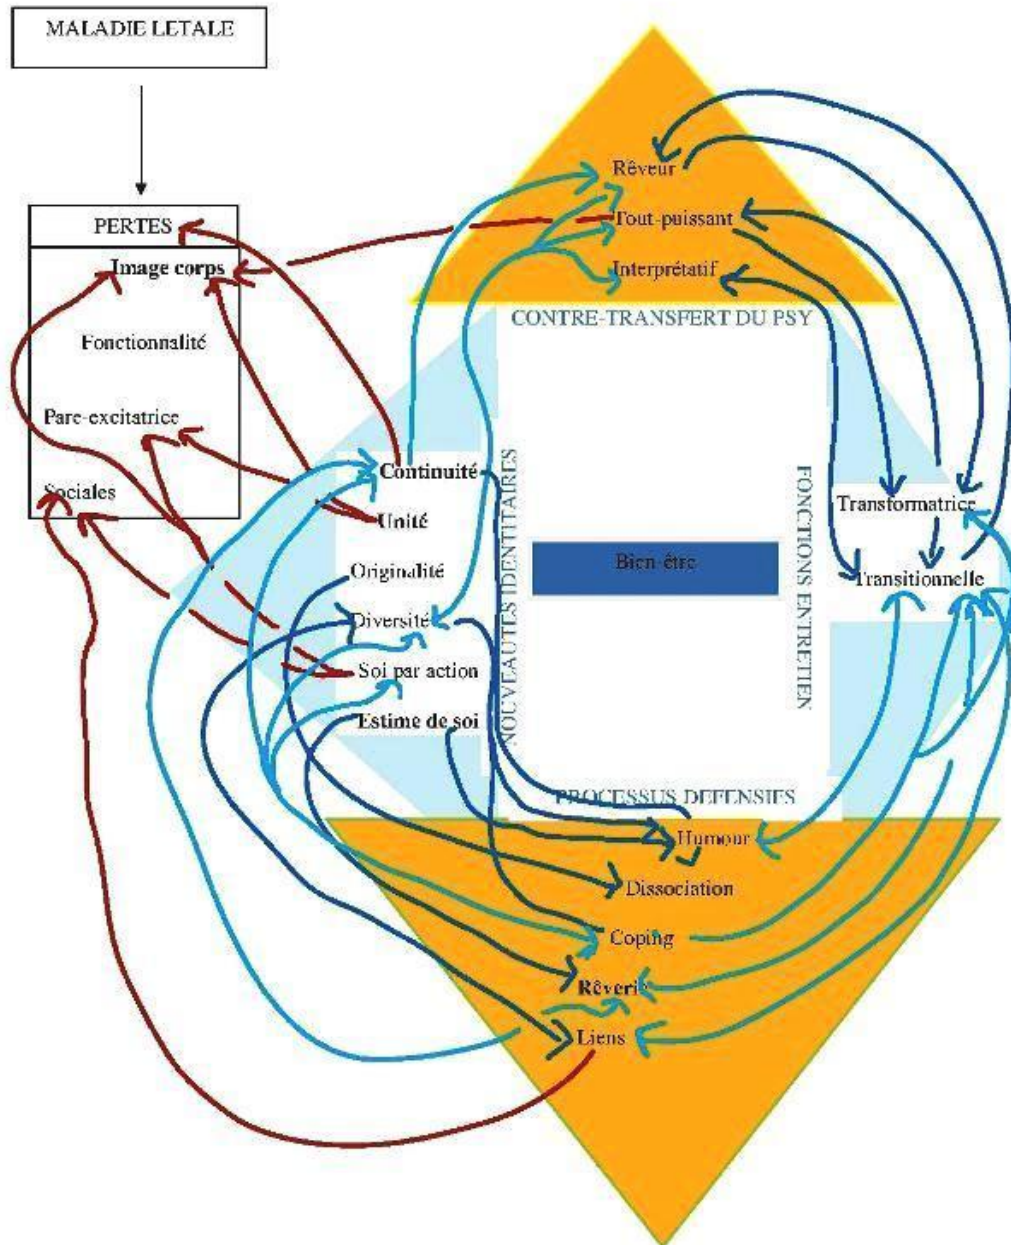 MALADIE LETALE
PERTES
Image corps
Fonctionnalité
Pare-excitatrice
Sociales
Rêveur
Tout-puissant
Interprétatif
CONTRE-TRANSFERT DU PSY
Continuité
Unité
Originalité
Diversité
Soi par action
Estime de soi
NOUVEAUTES IDENTITAIRES
Bien-être
FONCTIONS ENTRETIEN
Transformatrice
Transitionnelle
PROCESSUS DEFENSIFS
Humour
Dissociation
Coping
Rêverie
Liens